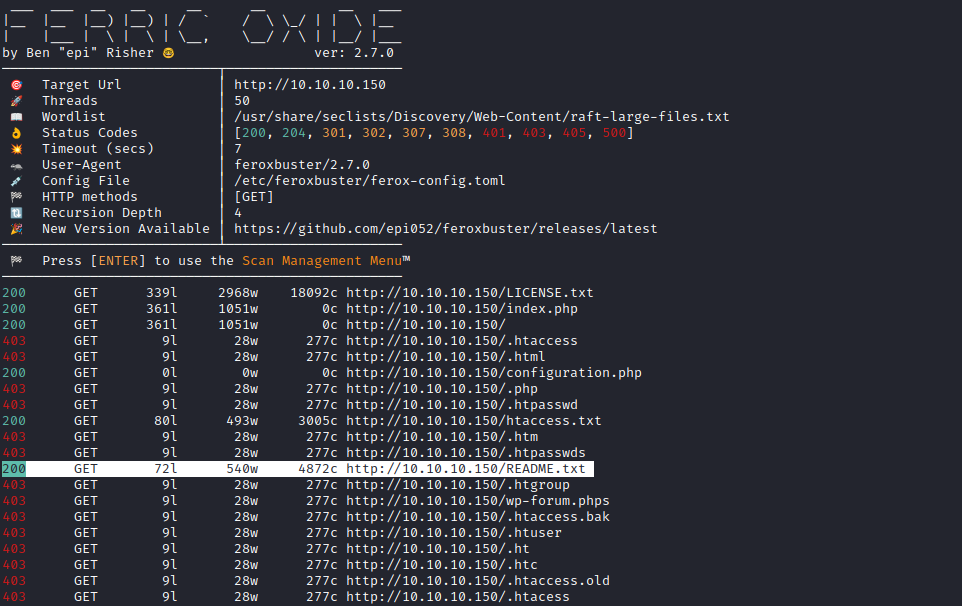 FERRIC OXIDE
by Ben "epi" Risher 🤓 ver: 2.7.0
🎯 Target Url │ http://10.10.10.150
🚀 Threads │ 50
📖 Wordlist │ /usr/share/seclists/Discovery/Web-Content/raft-large-files.txt
👌 Status Codes │ [200, 204, 301, 302, 307, 308, 401, 403, 405, 500]
💥 Timeout (secs) │ 7
🦡 User-Agent │ feroxbuster/2.7.0
💉 Config File │ /etc/feroxbuster/ferox-config.toml
🏁 HTTP methods │ [GET]
🔃 Recursion Depth │ 4
🎉 New Version Available │ https://github.com/epi052/feroxbuster/releases/latest
🏁 Press [ENTER] to use the Scan Management Menu™
200 GET 339l 2968w 18092c http://10.10.10.150/LICENSE.txt
200 GET 361l 1051w 0c http://10.10.10.150/index.php
200 GET 361l 1051w 0c http://10.10.10.150/
403 GET 9l 28w 277c http://10.10.10.150/.htaccess
403 GET 9l 28w 277c http://10.10.10.150/.html
200 GET 0l 0w 0c http://10.10.10.150/configuration.php
403 GET 9l 28w 277c http://10.10.10.150/.php
403 GET 9l 28w 277c http://10.10.10.150/.htpasswd
200 GET 80l 493w 3005c http://10.10.10.150/htaccess.txt
403 GET 9l 28w 277c http://10.10.10.150/.htm
403 GET 9l 28w 277c http://10.10.10.150/.htpasswds
200 GET 72l 540w 4872c http://10.10.10.150/README.txt
403 GET 9l 28w 277c http://10.10.10.150/.htgroup
403 GET 9l 28w 277c http://10.10.10.150/wp-forum.phps
403 GET 9l 28w 277c http://10.10.10.150/.htaccess.bak
403 GET 9l 28w 277c http://10.10.10.150/.htuser
403 GET 9l 28w 277c http://10.10.10.150/.ht
403 GET 9l 28w 277c http://10.10.10.150/.htc
403 GET 9l 28w 277c http://10.10.10.150/.htaccess.old
403 GET 9l 28w 277c http://10.10.10.150/.htacess